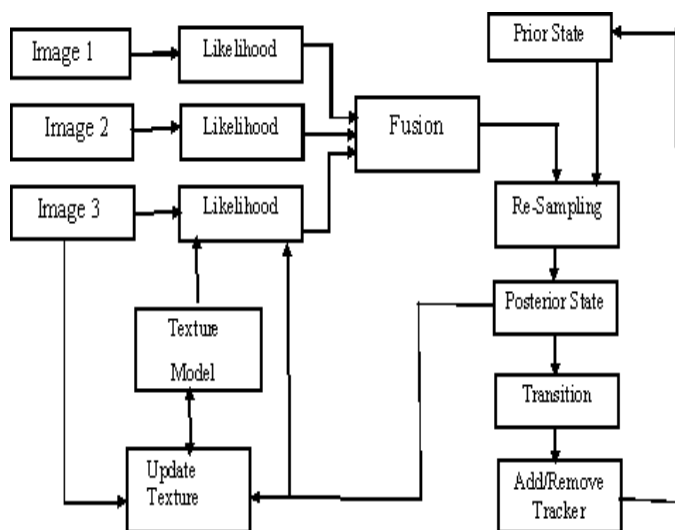 Image 1
Likelihood
Prior State
Image 2
Likelihood
Fusion
Image 3
Likelihood
Re-Sampling
Posterior State
Texture
Model
Transition
Update
Texture
Add/Remove
Tracker